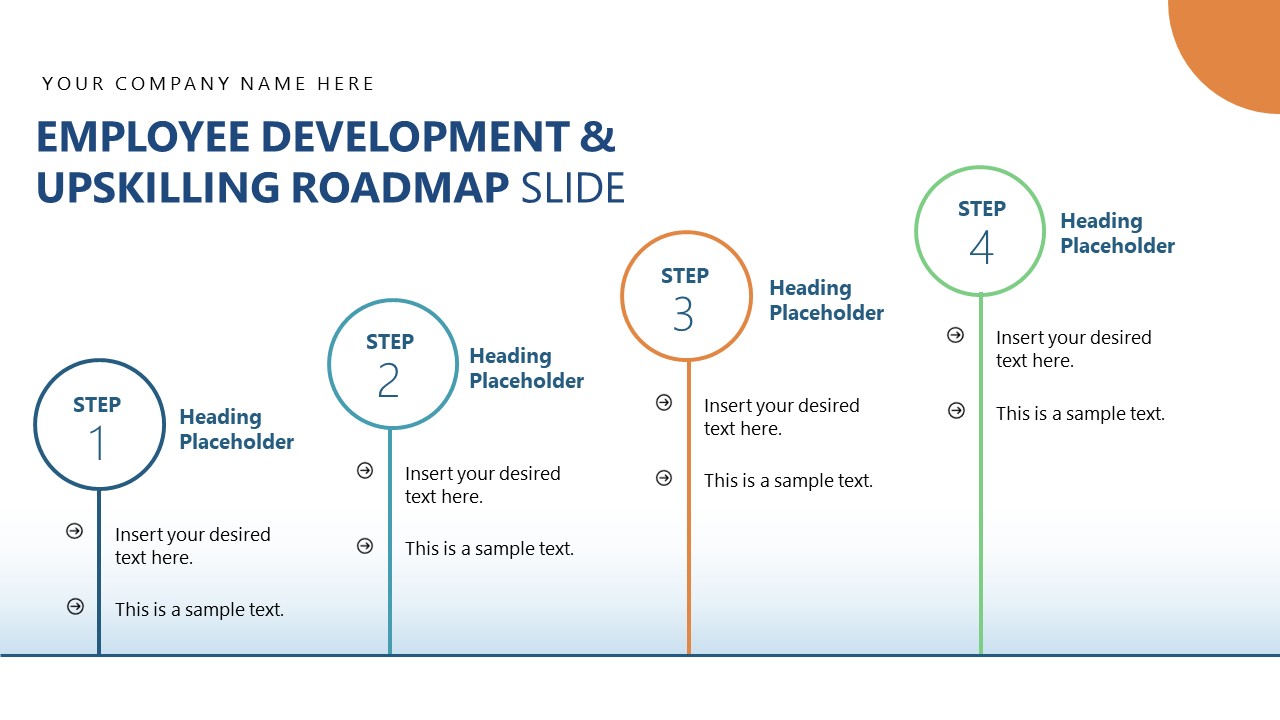 YOUR COMPANY NAME HERE
EMPLOYEE DEVELOPMENT &
UPSKILLING ROADMAP SLIDE
STEP
1
Heading
Placeholder
Insert your desired
text here.
This is a sample text.
STEP
2
Heading
Placeholder
Insert your desired
text here.
This is a sample text.
STEP
3
Heading
Placeholder
Insert your desired
text here.
This is a sample text.
STEP
4
Heading
Placeholder
Insert your desired
text here.
This is a sample text.